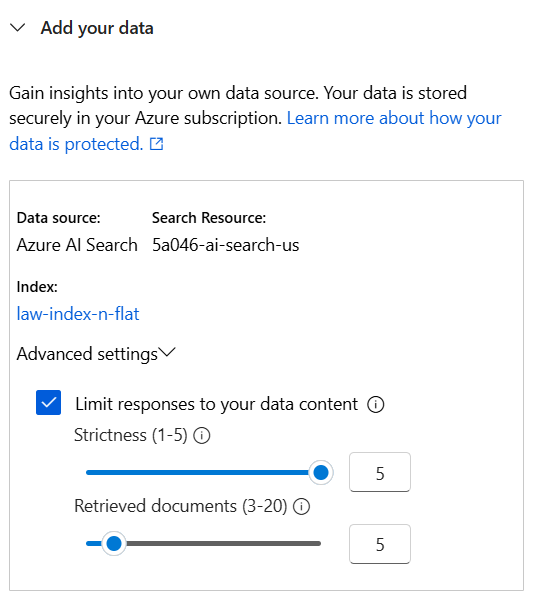 Add your data
Gain insights into your own data source. Your data is stored
securely in your Azure subscription. Learn more about how your
data is protected.
Data source: Search Resource:
Azure AI Search 5a046-ai-search-us
Index:
law-index-n-flat
Advanced settings
Limit responses to your data content
Strictness (1-5)
5
Retrieved documents (3-20)
5